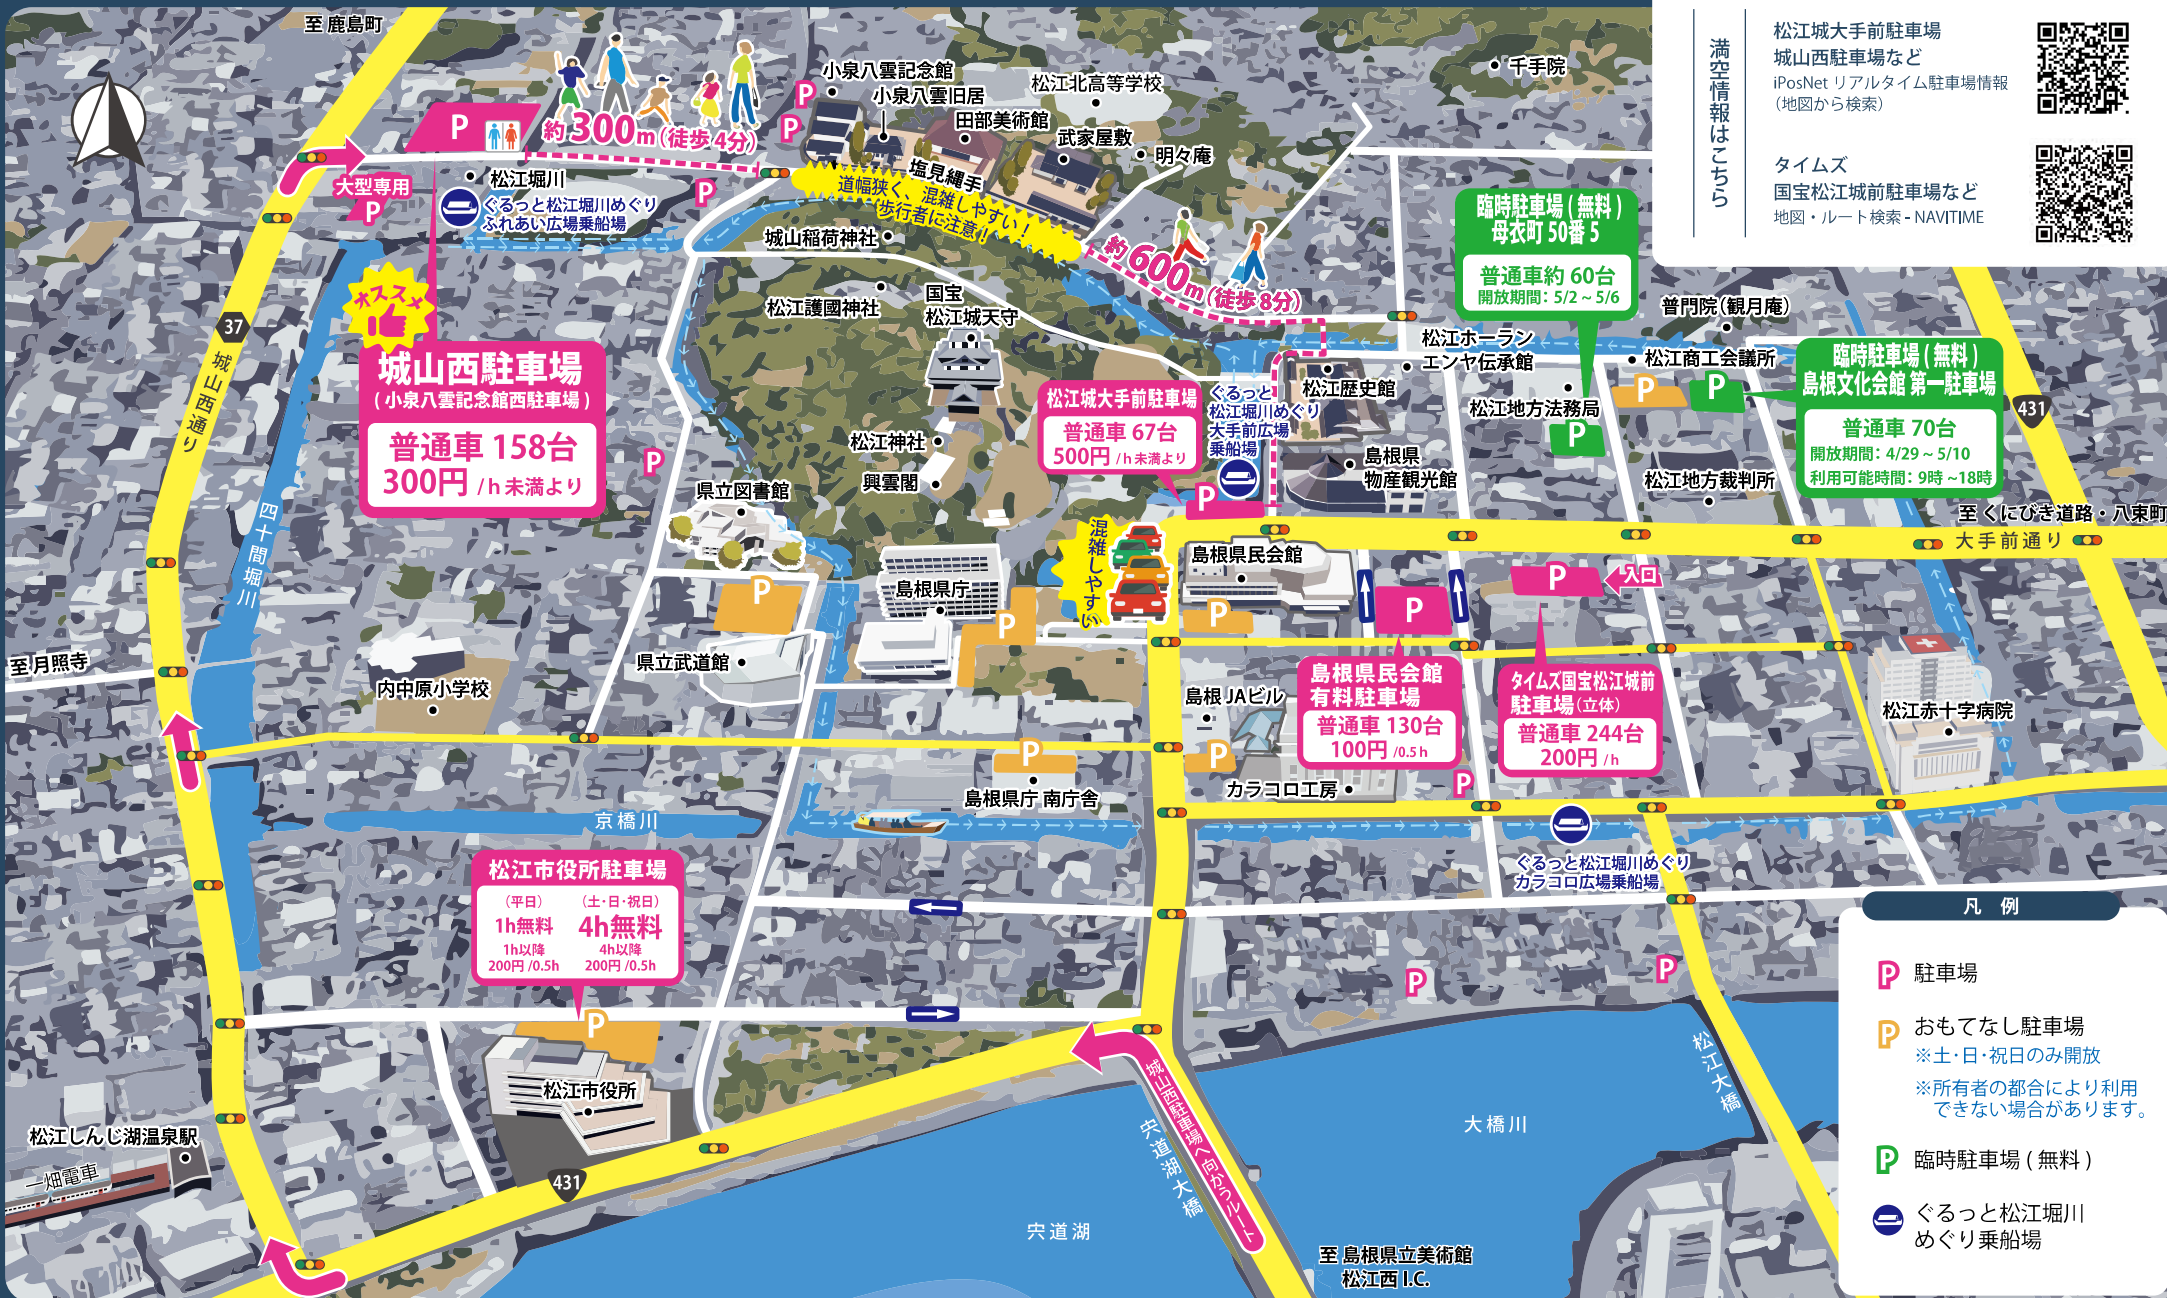 至 鹿島町
P
約300m(徒歩4分)
P
P
P
大型専用
P
松江堀川
ぐるっと松江堀川めぐり
ふれあい広場乗船場
小泉八雲記念館
小泉八雲旧居
田部美術館
松江北高等学校
武家屋敷
明々庵
塩見縄手
道幅狭く、混雑しやすい!
歩行者に注意!
千手院
満空情報はこちら
松江城大手前駐車場
城山西駐車場など
iPosNet リアルタイム駐車場情報
(地図から検索)
タイムズ
国宝松江城前駐車場など
地図・ルート検索 - NAVITIME
約600m(徒歩8分)
城山稲荷神社
松江護國神社
国宝
松江城天守
松江神社
興雲閣
オススメ
城山西駐車場
(小泉八雲記念館西駐車場)
普通車 158台
300円 /h未満より
37
城山西通り
四十間堀川
P
県立図書館
松江城大手前駐車場
普通車 67台
500円 /h未満より
P
ぐるっと
松江堀川めぐり
大手前広場
乗船場
松江歴史館
松江ホーラン
エンヤ伝承館
島根県
物産観光館
臨時駐車場(無料)
母衣町 50番 5
普通車約 60台
開放期間:5/2~5/6
普門院(観月庵)
松江商工会議所
P
P
松江地方法務局
P
松江地方裁判所
臨時駐車場(無料)
島根文化会館 第一駐車場
普通車 70台
開放期間:4/29~5/10
利用可能時間:9時~18時
431
至 くにびき道路・八束町
大手前通り
混雑しやすい
島根県民会館
P
P
P
入口
島根県庁
P
P
県立武道館
島根県民会館
有料駐車場
普通車 130台
100円 /0.5h
タイムズ国宝松江城前
駐車場(立体)
普通車 244台
200円 /h
松江赤十字病院
至 月照寺
内中原小学校
島根 JAビル
P
カラコロ工房
P
P
島根県庁 南庁舎
京橋川
ぐるっと松江堀川めぐり
カラコロ広場乗船場
松江市役所駐車場
(平日)
1h無料
1h以降
200円/0.5h
(土・日・祝日)
4h無料
4h以降
200円/0.5h
P
松江市役所
P
P
松江しんじ湖温泉駅
一畑電車
431
城山西駐車場へ向かうルート
宍道湖大橋
宍道湖
大橋川
松江大橋
至 島根県立美術館
松江西 I.C.
凡 例
P 駐車場
P おもてなし駐車場
※土・日・祝日のみ開放
※所有者の都合により利用
できない場合があります。
P 臨時駐車場(無料)
ぐるっと松江堀川
めぐり乗船場